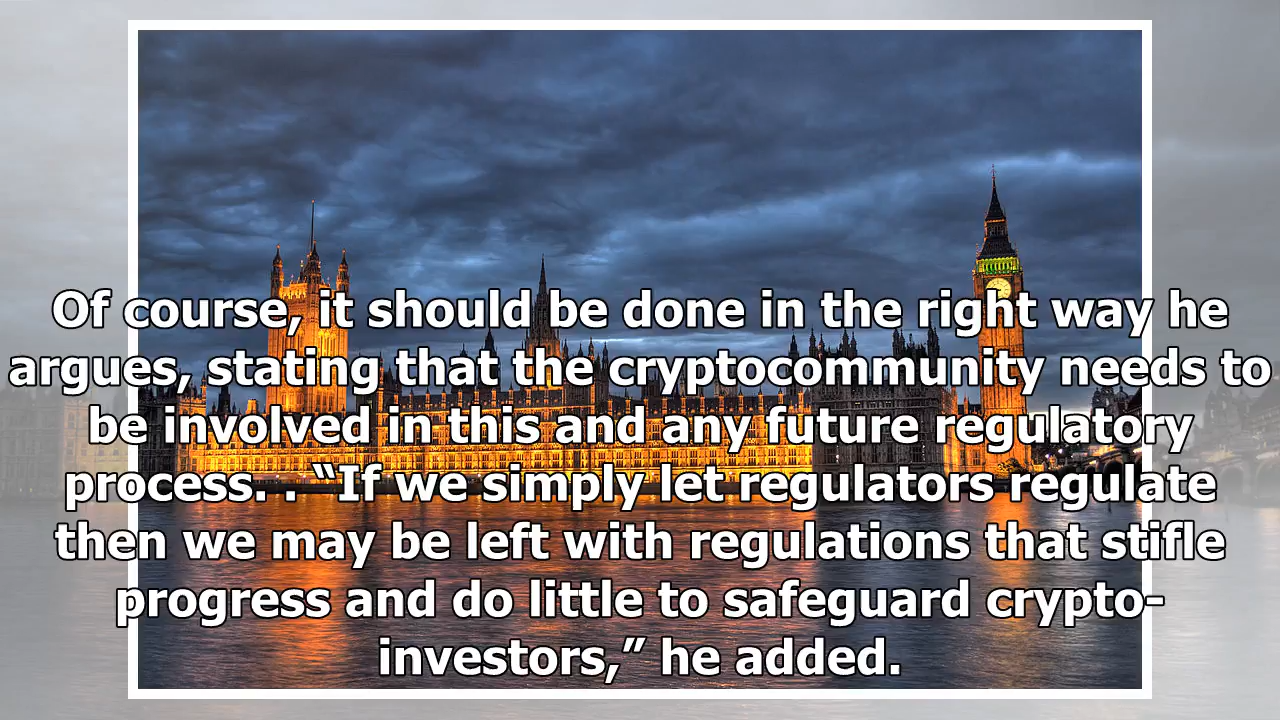 Of course, it should be done in the right way he
argues, stating that the cryptocommunity needs to
be involved in this and any future regulatory
process. . “If we simply let regulators regulate
then we may be left with regulations that stifle
progress and do little to safeguard crypto-
investors,” he added.